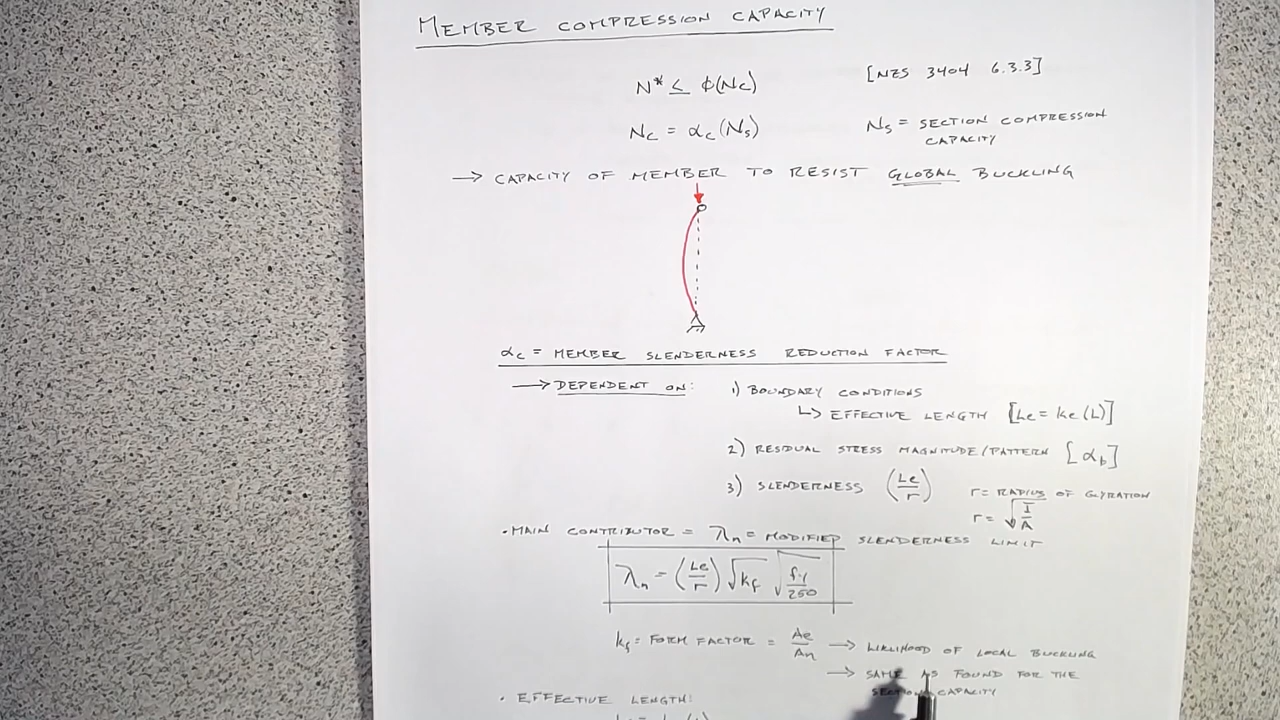 MEMBER COMPRESSION CAPACITY
N* ≤ φ(Nc) [NZS 3404 6.3.3]
Nc = αc(Ns) Ns = SECTION COMPRESSION
CAPACITY
→ CAPACITY OF MEMBER TO RESIST GLOBAL BUCKLING
αc = MEMBER SLENDERNESS REDUCTION FACTOR
→ DEPENDENT ON: 1) BOUNDARY CONDITIONS
↳ EFFECTIVE LENGTH [Le = ke(L)]
2) RESIDUAL STRESS MAGNITUDE/PATTERN [αb]
3) SLENDERNESS (Le/r) r = RADIUS OF GYRATION
r = √(I/A)
• MAIN CONTRIBUTOR = λn = MODIFIED SLENDERNESS LIMIT
λn = (Le/r) √kf √(fy/250)
kf = FORM FACTOR = Ae/An → LIKLIHOOD OF LOCAL BUCKLING
→ SAME AS FOUND FOR THE
SECTION CAPACITY
• EFFECTIVE LENGTH: